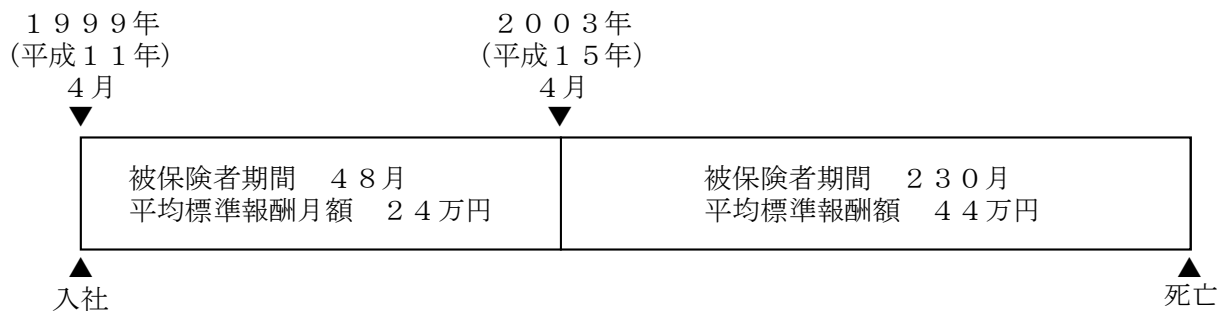 １９９９年
（平成１１年）
４月
２００３年
（平成１５年）
４月
被保険者期間　４８月
平均標準報酬月額　２４万円
被保険者期間　２３０月
平均標準報酬額　４４万円
入社
死亡